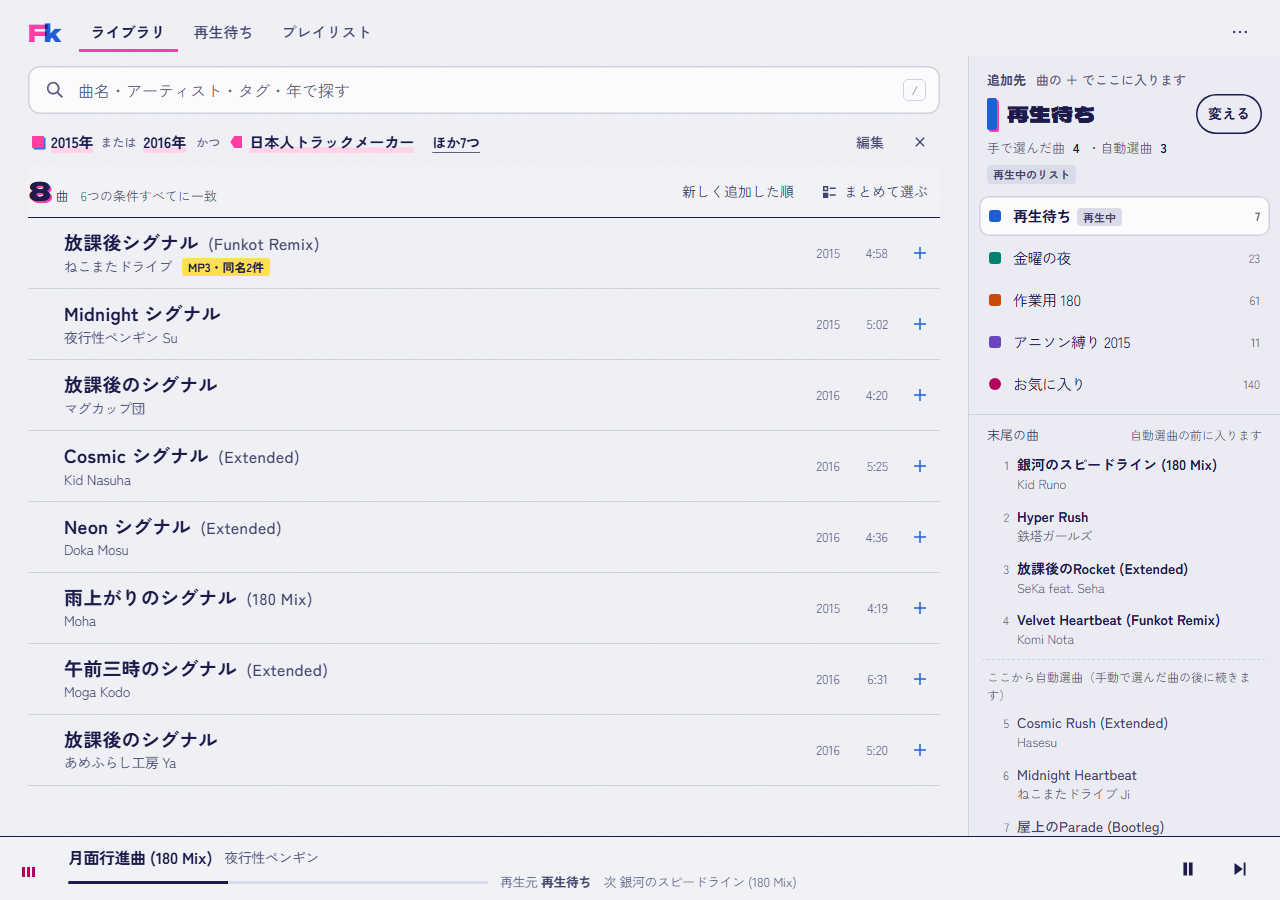 Fk ライブラリ 再生待ち プレイリスト …
曲名・アーティスト・タグ・年で探す /
2015年 または 2016年 かつ 日本人トラックメーカー ほか7つ 編集 ×
8 曲 6つの条件すべてに一致 新しく追加した順 まとめて選ぶ
放課後シグナル (Funkot Remix)
ねこまたドライブ MP3・同名2件
2015 4:58 +
Midnight シグナル
夜行性ペンギン Su
2015 5:02 +
放課後のシグナル
マグカップ団
2016 4:20 +
Cosmic シグナル (Extended)
Kid Nasuha
2016 5:25 +
Neon シグナル (Extended)
Doka Mosu
2016 4:36 +
雨上がりのシグナル (180 Mix)
Moha
2015 4:19 +
午前三時のシグナル (Extended)
Moga Kodo
2016 6:31 +
放課後のシグナル
あめふらし工房 Ya
2016 5:20 +
追加先 曲の + でここに入ります
再生待ち 変える
手で選んだ曲 4 ・自動選曲 3
再生中のリスト
再生待ち 再生中 7
金曜の夜 23
作業用 180 61
アニソン縛り 2015 11
お気に入り 140
末尾の曲 自動選曲の前に入ります
1 銀河のスピードライン (180 Mix)
Kid Runo
2 Hyper Rush
鉄塔ガールズ
3 放課後のRocket (Extended)
SeKa feat. Seha
4 Velvet Heartbeat (Funkot Remix)
Komi Nota
ここから自動選曲（手動で選んだ曲の後に続きま
す）
5 Cosmic Rush (Extended)
Hasesu
6 Midnight Heartbeat
ねこまたドライブ Ji
7 屋上のParade (Bootleg)
月面行進曲 (180 Mix) 夜行性ペンギン
再生元 再生待ち 次 銀河のスピードライン (180 Mix)